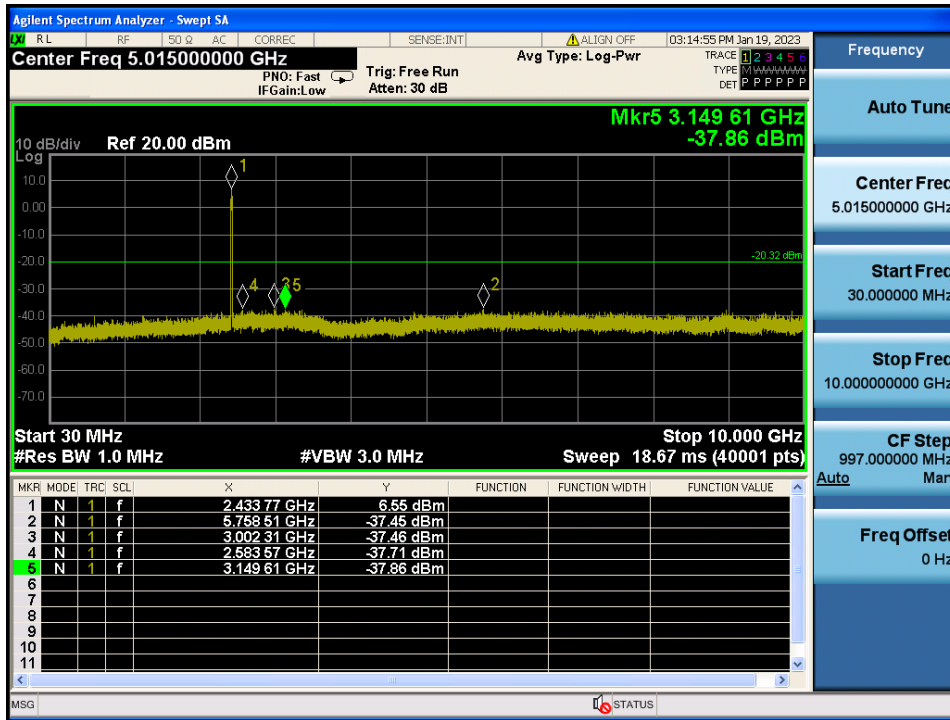 Agilent Spectrum Analyzer - Swept SA
LXI RL RF 50 Ω AC CORREC SENSE:INT ALIGN OFF 03:14:55 PM Jan 19, 2023
Center Freq 5.015000000 GHz
PNO: Fast
IFGain:Low
Trig: Free Run
Atten: 30 dB
Avg Type: Log-Pwr
TRACE 1 2 3 4 5 6
TYPE M
DET P P P P P P
Mkr5 3.149 61 GHz
-37.86 dBm
10 dB/div Ref 20.00 dBm
Log
10.0
0.00
-10.0
-20.0
-30.0
-40.0
-50.0
-60.0
-70.0
1
4
3 5
2
-20.32 dBm
Start 30 MHz Stop 10.000 GHz
#Res BW 1.0 MHz #VBW 3.0 MHz Sweep 18.67 ms (40001 pts)
MKR MODE TRC SCL X Y FUNCTION FUNCTION WIDTH FUNCTION VALUE
1 N 1 f 2.433 77 GHz 6.55 dBm
2 N 1 f 5.758 51 GHz -37.45 dBm
3 N 1 f 3.002 31 GHz -37.46 dBm
4 N 1 f 2.583 57 GHz -37.71 dBm
5 N 1 f 3.149 61 GHz -37.86 dBm
6
7
8
9
10
11
MSG STATUS
Frequency
Auto Tune
Center Freq
5.015000000 GHz
Start Freq
30.000000 MHz
Stop Freq
10.000000000 GHz
CF Step
997.000000 MHz
Auto Man
Freq Offset
0 Hz